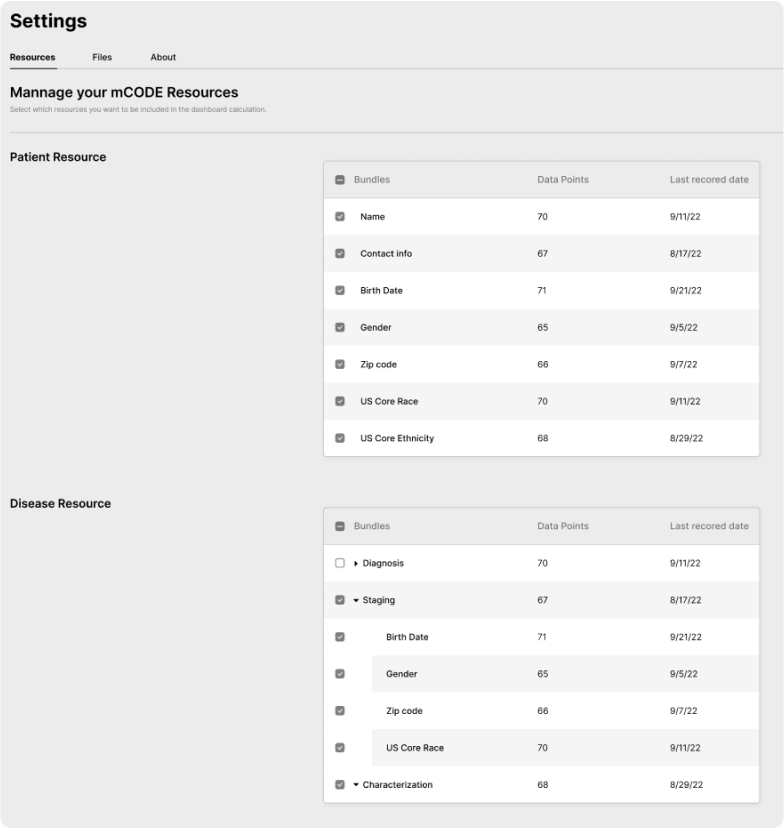 Settings
Resources Files About
Mannage your mCODE Resources
Select which resources you want to be included in the dashboard calculation.
Patient Resource
Bundles Data Points Last recored date
Name 70 9/11/22
Contact info 67 8/17/22
Birth Date 71 9/21/22
Gender 65 9/5/22
Zip code 66 9/7/22
US Core Race 70 9/11/22
US Core Ethnicity 68 8/29/22
Disease Resource
Bundles Data Points Last recored date
Diagnosis 70 9/11/22
Staging 67 8/17/22
Birth Date 71 9/21/22
Gender 65 9/5/22
Zip code 66 9/7/22
US Core Race 70 9/11/22
Characterization 68 8/29/22